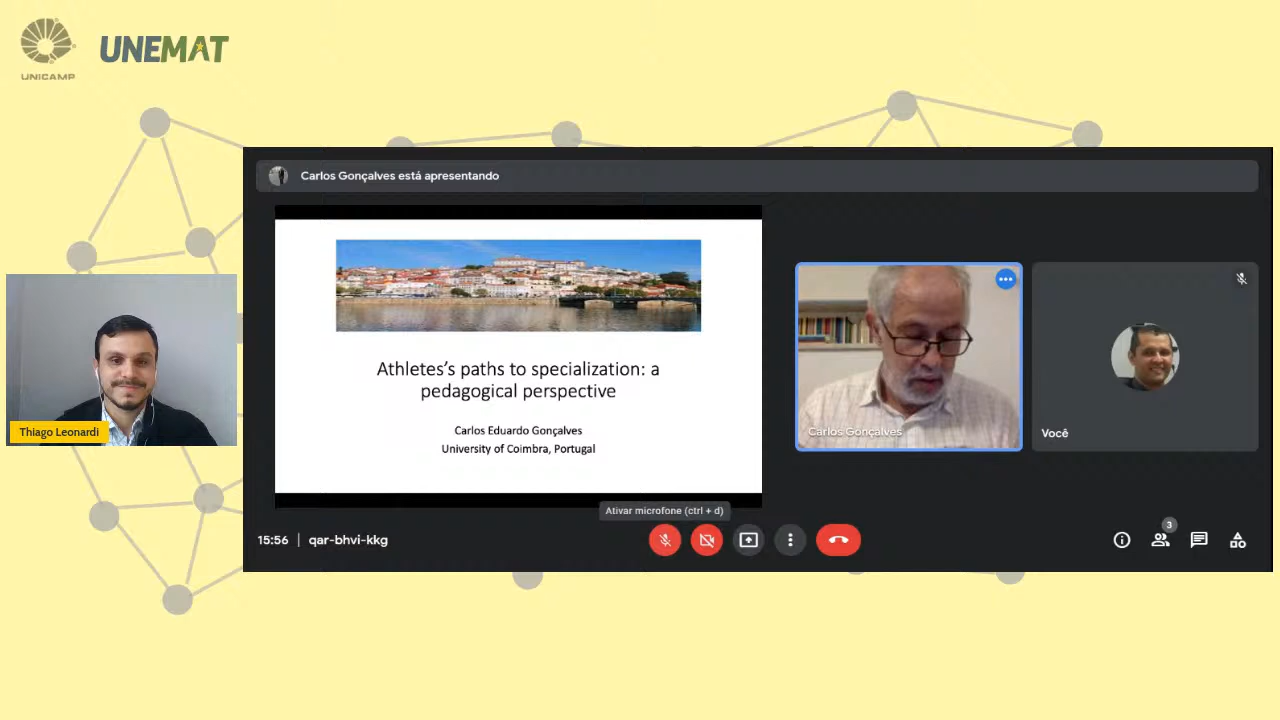 UNICAMP
UNEMAT
Carlos Gonçalves está apresentando
Athletes's paths to specialization: a
pedagogical perspective
Carlos Eduardo Gonçalves
University of Coimbra, Portugal
Thiago Leonardi
Carlos Gonçalves
Você
Ativar microfone (ctrl + d)
15:56 | qar-bhvi-kkg
3